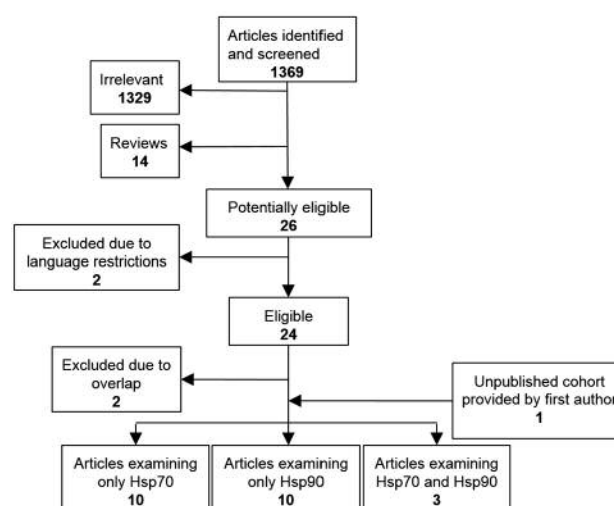 Articles identified
and screened
1369
Irrelevant
1329
Reviews
14
Potentially eligible
26
Excluded due to
language restrictions
2
Eligible
24
Excluded due to
overlap
2
Unpublished cohort
provided by first author
1
Articles examining
only Hsp70
10
Articles examining
only Hsp90
10
Articles examining
Hsp70 and Hsp90
3